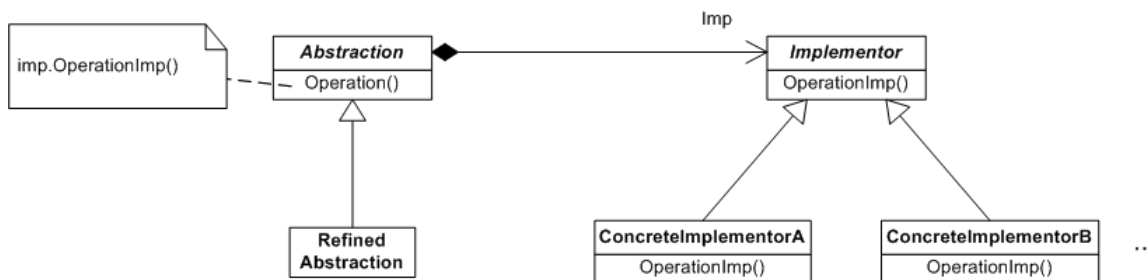 Imp
imp.OperationImp()
Abstraction
Operation()
Implementor
OperationImp()
Refined
Abstraction
ConcreteImplementorA
OperationImp()
ConcreteImplementorB
OperationImp()
...